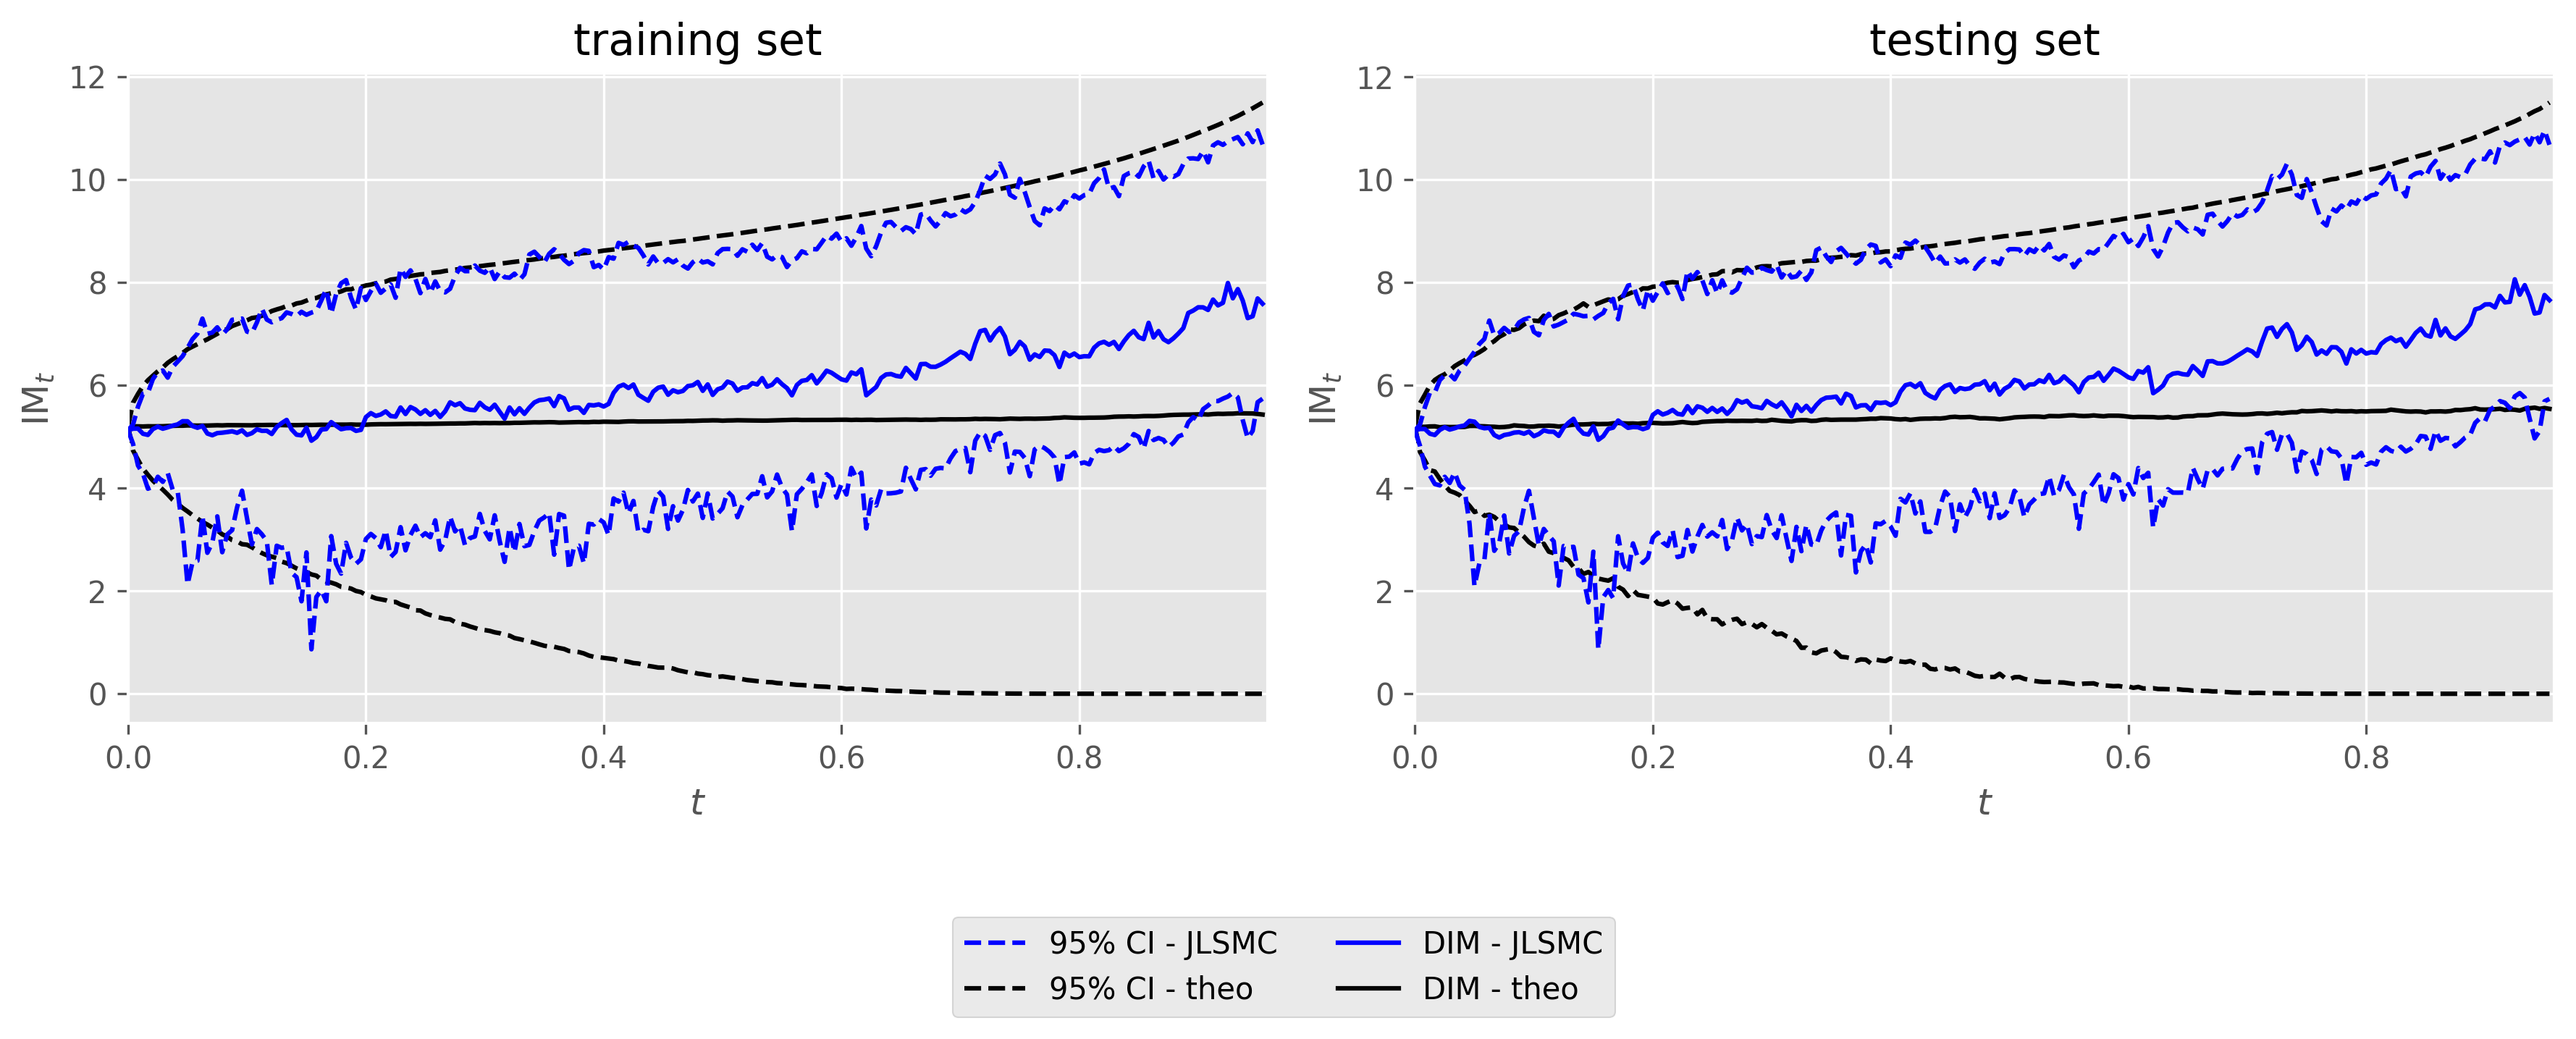 training set
testing set
12
10
8
6
4
2
0
IM_t
0.0 0.2 0.4 0.6 0.8
t
12
10
8
6
4
2
0
IM_t
0.0 0.2 0.4 0.6 0.8
t
95% CI - JLSMC
DIM - JLSMC
95% CI - theo
DIM - theo